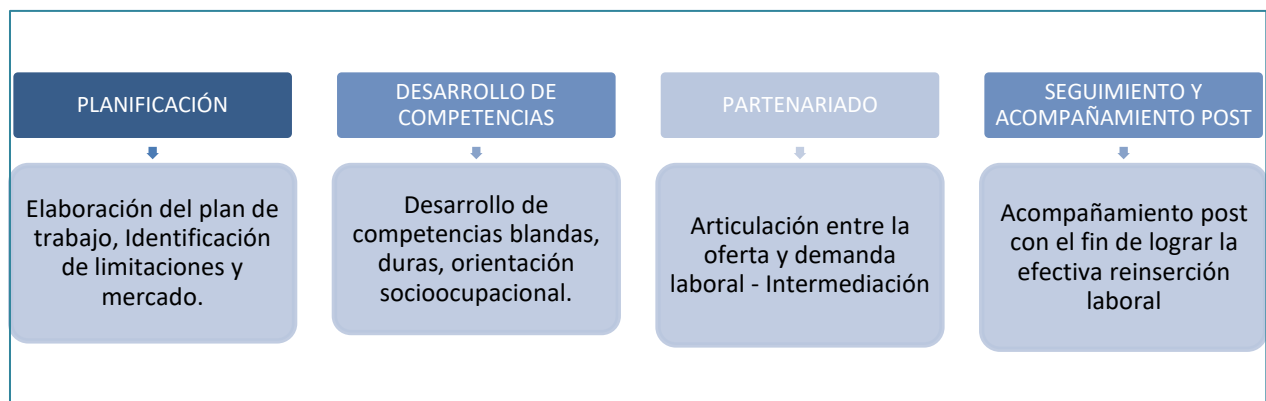 PLANIFICACIÓN
Elaboración del plan de
trabajo, Identificación
de limitaciones y
mercado.
DESARROLLO DE
COMPETENCIAS
Desarrollo de
competencias blandas,
duras, orientación
socioocupacional.
PARTENARIADO
Articulación entre la
oferta y demanda
laboral - Intermediación
SEGUIMIENTO Y
ACOMPAÑAMIENTO POST
Acompañamiento post
con el fin de lograr la
efectiva reinserción
laboral